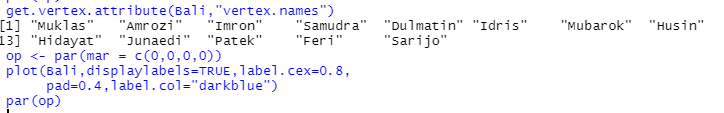 get.vertex.attribute(Bali,"vertex.names")
[1] "Muklas" "Amrozi" "Imron" "Samudra" "Dulmatin" "Idris" "Mubarok" "Husin"
13] "Hidayat" "Junaedi" "Patek" "Feri" "Sarijo"
op <- par(mar = c(0,0,0,0))
plot(Bali,displaylabels=TRUE,label.cex=0.8,
pad=0.4,label.col="darkblue")
par(op)